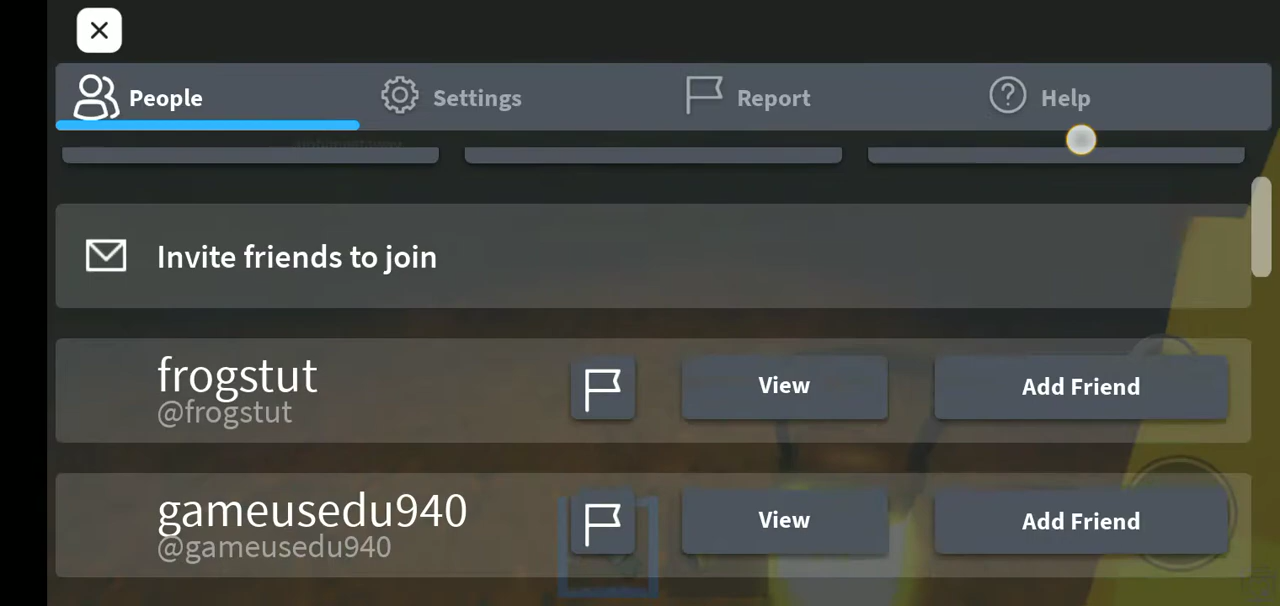 People
Settings
Report
Help
Invite friends to join
frogstut
@frogstut
View
Add Friend
gameusedu940
@gameusedu940
View
Add Friend